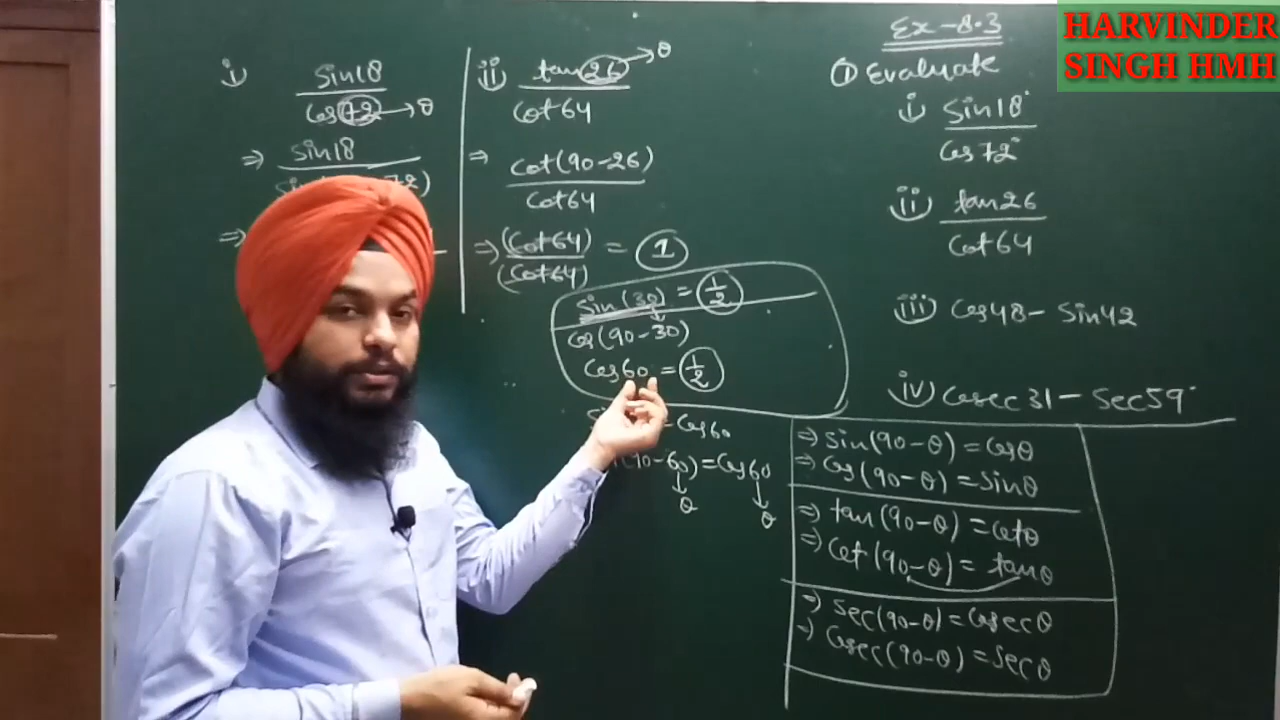 HARVINDER
SINGH HMH
Ex-8.3
① Evaluate
i) Sin18°
Cos72°
ii) tan26
Cot64
iii) Cos48 - Sin42
iv) Cosec31 - Sec59°
i) Sin18
Cos72 → θ
⇒ Sin18
72)
⇒
ii) tan26 → θ
Cot64
⇒ Cot(90-26)
Cot64
⇒ (Cot64) = 1
(Cot64)
Sin(30) = 1/2
Cos(90-30)
Cos60 = 1/2
Cos60
(90-60) = Cos60
θ θ
⇒ Sin(90-θ) = Cosθ
⇒ Cos(90-θ) = Sinθ
⇒ tan(90-θ) = Cotθ
⇒ Cot(90-θ) = tanθ
⇒ Sec(90-θ) = Cosecθ
⇒ Cosec(90-θ) = Secθ